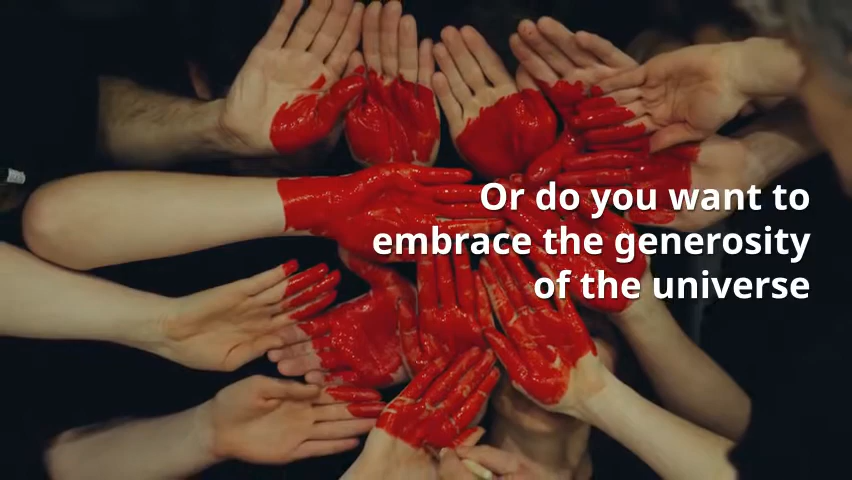 Or do you want to
embrace the generosity
of the universe